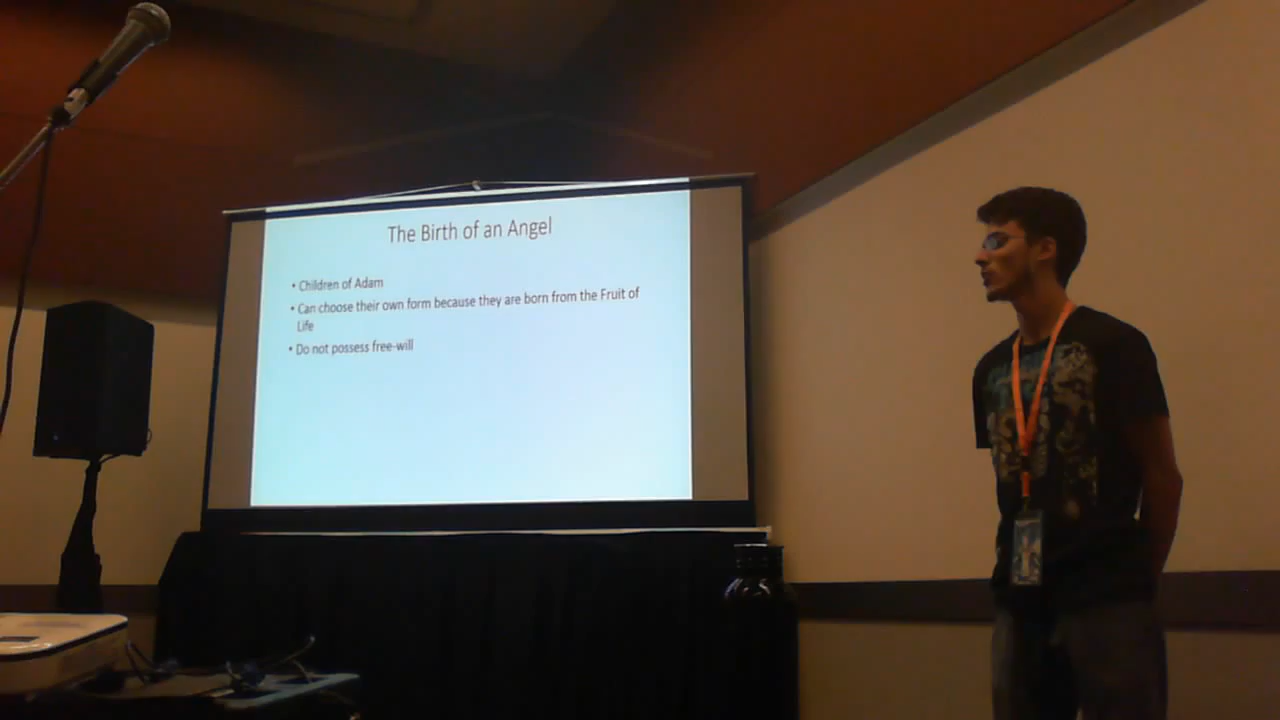 The Birth of an Angel
• Children of Adam
• Can choose their own form because they are born from the Fruit of
Life
• Do not possess free-will